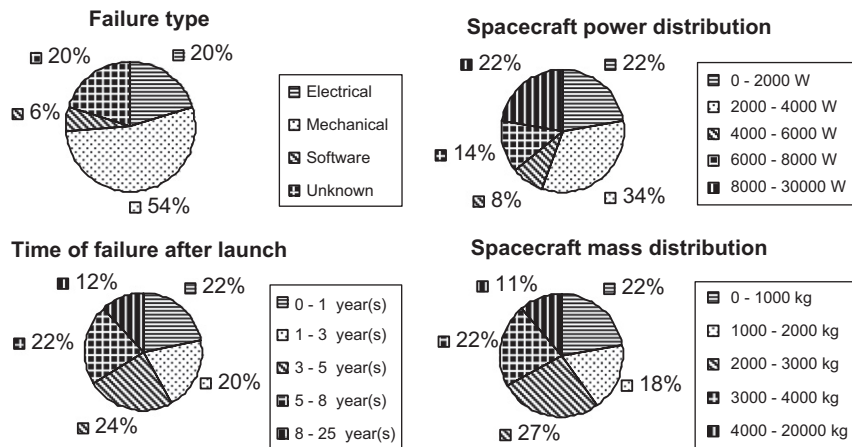 Failure type
20%
20%
6%
54%
Electrical
Mechanical
Software
Unknown
Spacecraft power distribution
22%
22%
14%
8%
34%
0 - 2000 W
2000 - 4000 W
4000 - 6000 W
6000 - 8000 W
8000 - 30000 W
Time of failure after launch
12%
22%
22%
20%
24%
0 - 1 year(s)
1 - 3 year(s)
3 - 5 year(s)
5 - 8 year(s)
8 - 25 year(s)
Spacecraft mass distribution
11%
22%
22%
18%
27%
0 - 1000 kg
1000 - 2000 kg
2000 - 3000 kg
3000 - 4000 kg
4000 - 20000 kg